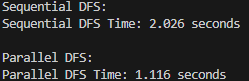 Sequential DFS:
Sequential DFS Time: 2.026 seconds
Parallel DFS:
Parallel DFS Time: 1.116 seconds